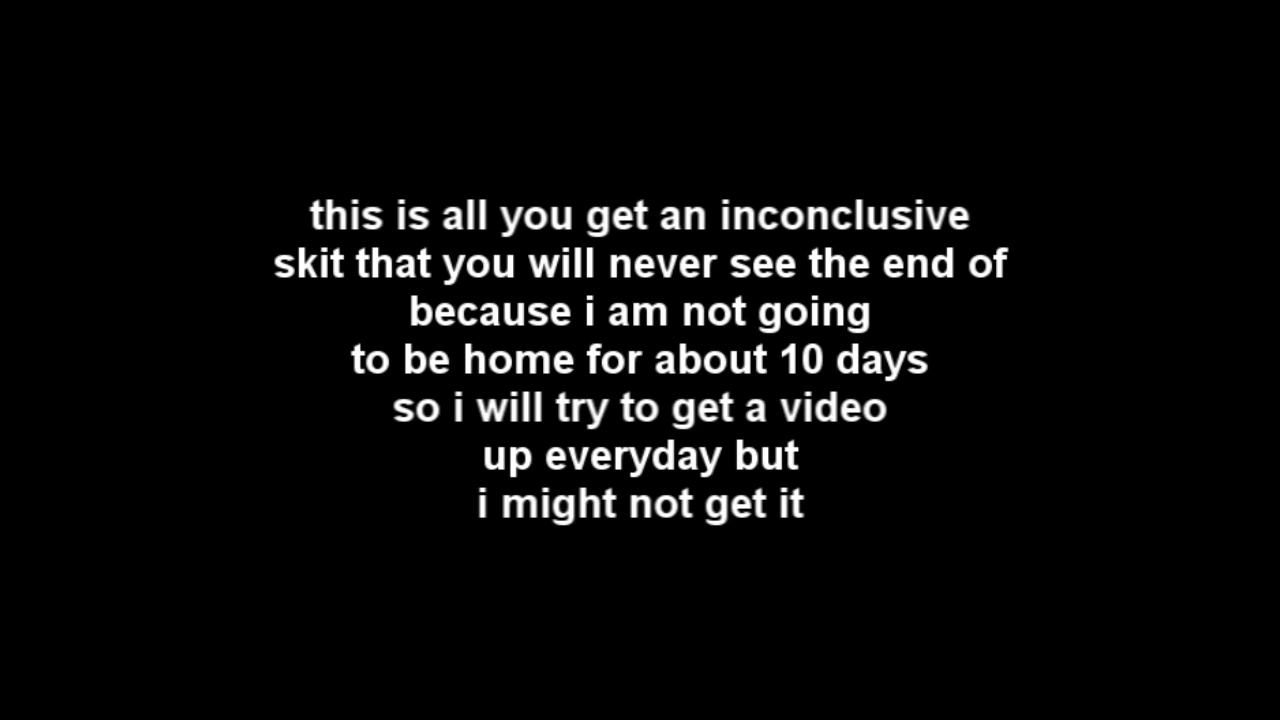 this is all you get an inconclusive
skit that you will never see the end of
because i am not going
to be home for about 10 days
so i will try to get a video
up everyday but
i might not get it